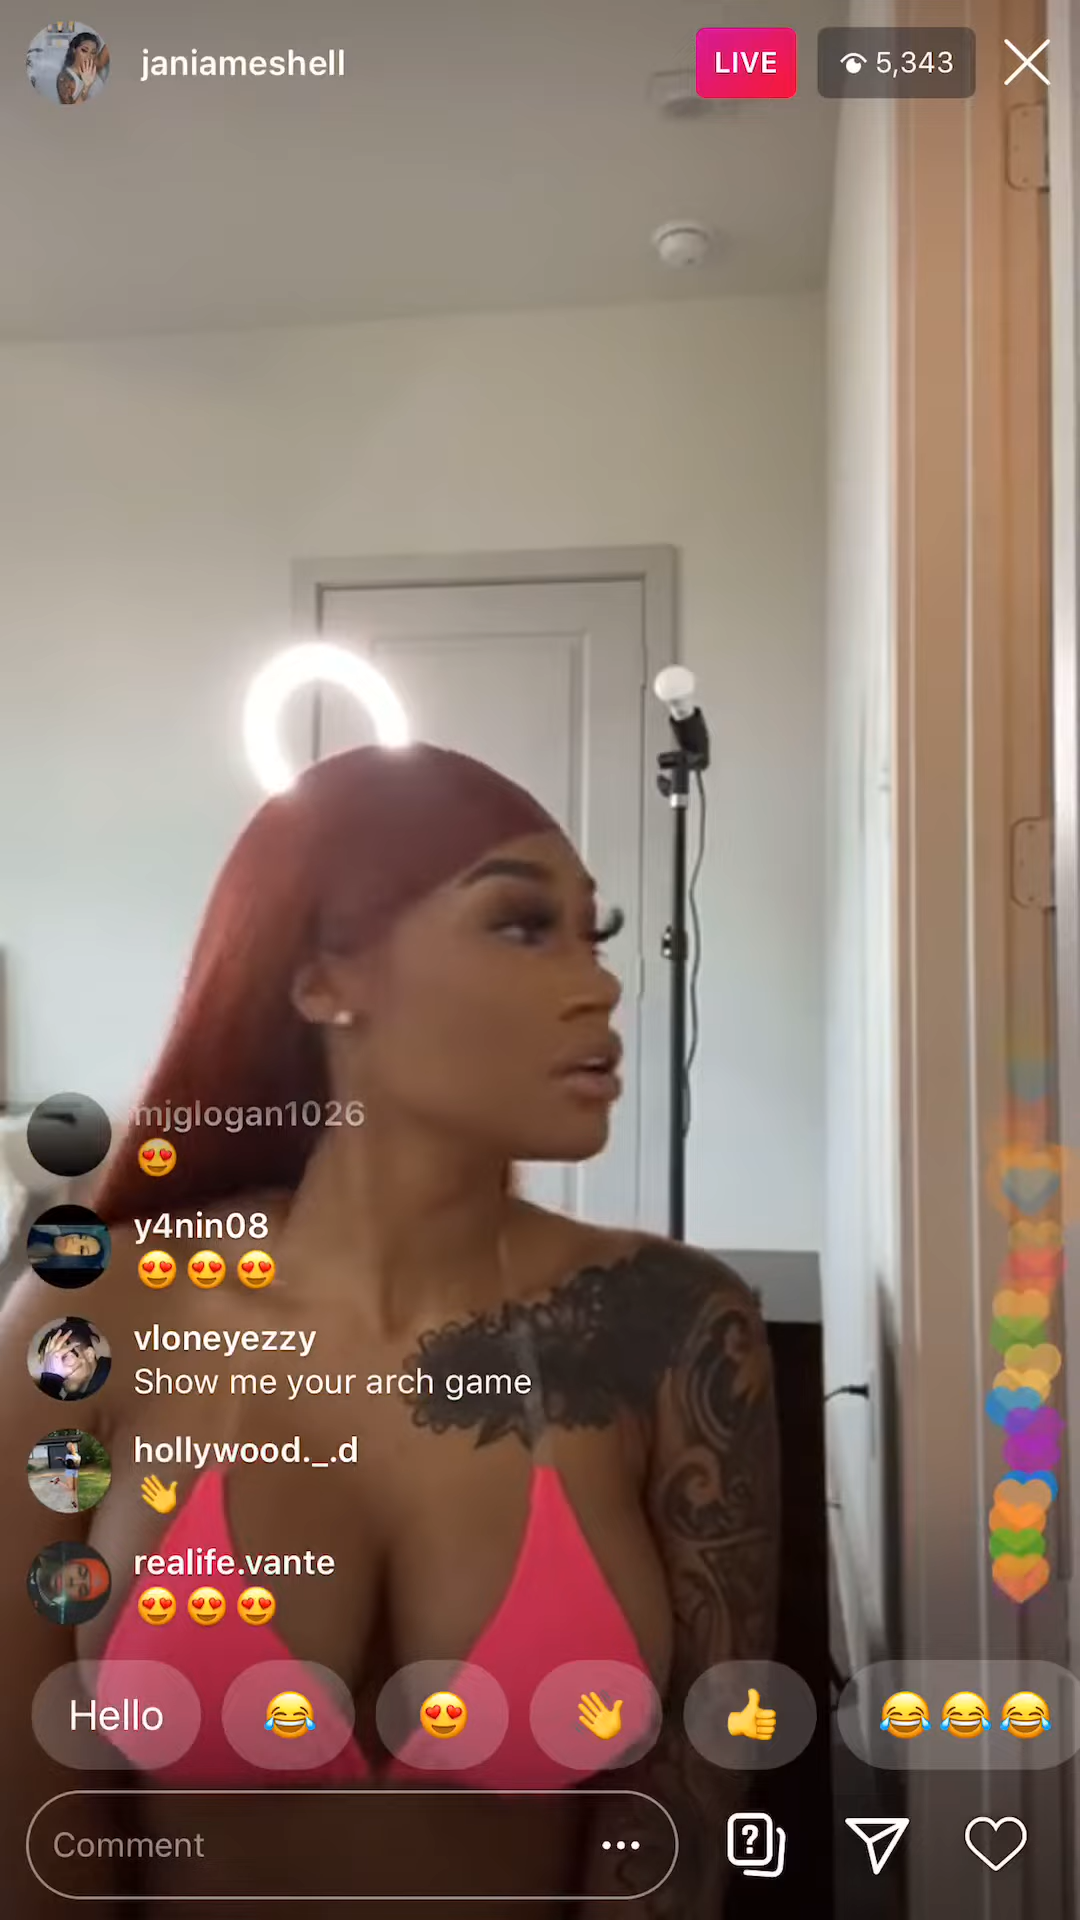 janiameshell
LIVE
5,343
mjglogan1026
😍
y4nin08
😍😍😍
vloneyezzy
Show me your arch game
hollywood._.d
👋
realife.vante
😍😍😍
Hello 😂 😍 👋 👍 😂😂😂
Comment